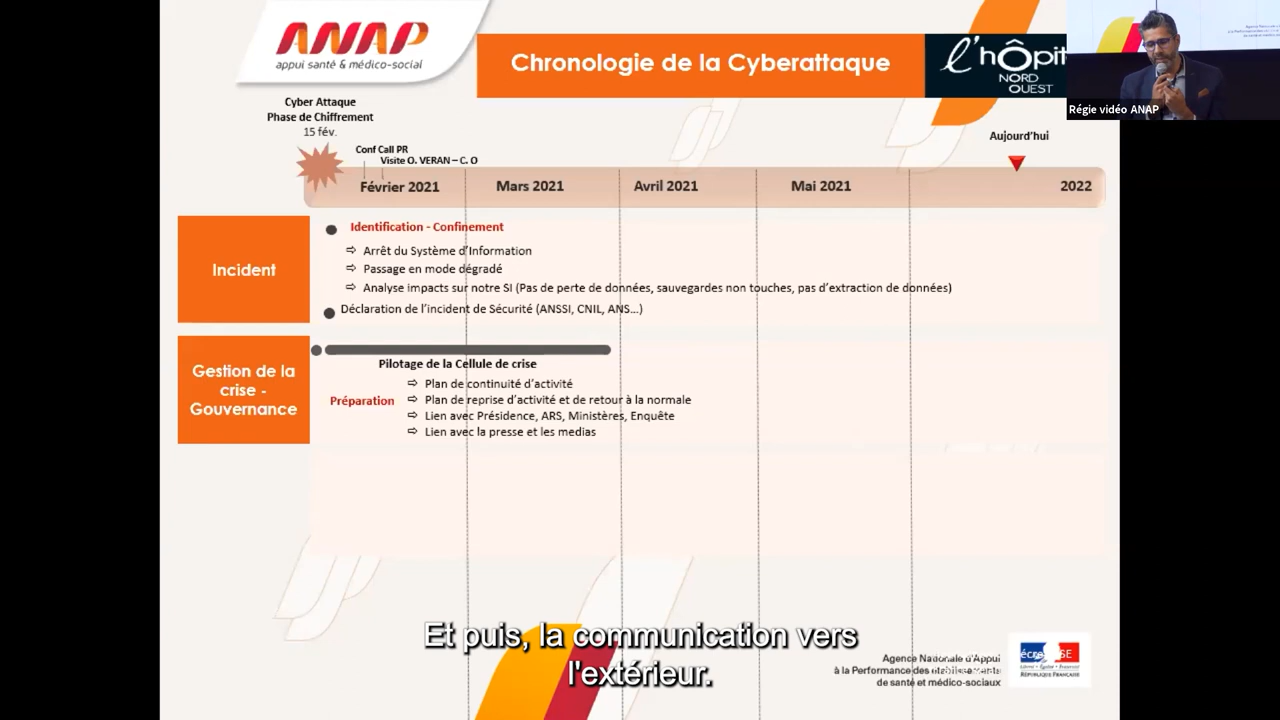 ANAP
appui santé & médico-social
Chronologie de la Cyberattaque
l'hôpit
NORD
OUEST
Régie vidéo ANAP
Cyber Attaque
Phase de Chiffrement
15 fév.
Conf Call PR
Visite O. VERAN – C. O
Aujourd'hui
Février 2021
Mars 2021
Avril 2021
Mai 2021
2022
Incident
Identification - Confinement
⇨ Arrêt du Système d'Information
⇨ Passage en mode dégradé
⇨ Analyse impacts sur notre SI (Pas de perte de données, sauvegardes non touches, pas d'extraction de données)
Déclaration de l'incident de Sécurité (ANSSI, CNIL, ANS…)
Gestion de la
crise -
Gouvernance
Pilotage de la Cellule de crise
Préparation
⇨ Plan de continuité d'activité
⇨ Plan de reprise d'activité et de retour à la normale
⇨ Lien avec Présidence, ARS, Ministères, Enquête
⇨ Lien avec la presse et les medias
Et puis, la communication vers
l'extérieur.
Agence Nationale d'Appui
à la Performance des établissements
de santé et médico-sociaux
RÉPUBLIQUE FRANÇAISE